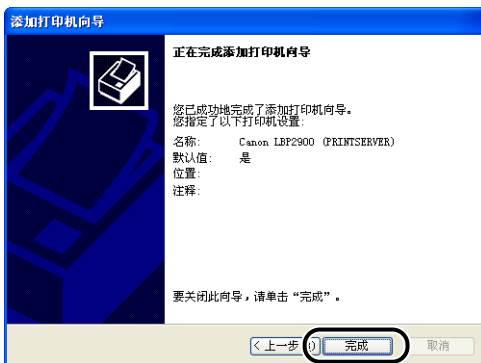 添加打印机向导
正在完成添加打印机向导
您已成功地完成了添加打印机向导。
您指定了以下打印机设置:
名称: Canon LBP2900 (PRINTSERVER)
默认值: 是
位置:
注释:
要关闭此向导，请单击“完成”。
< 上一步 完成 取消